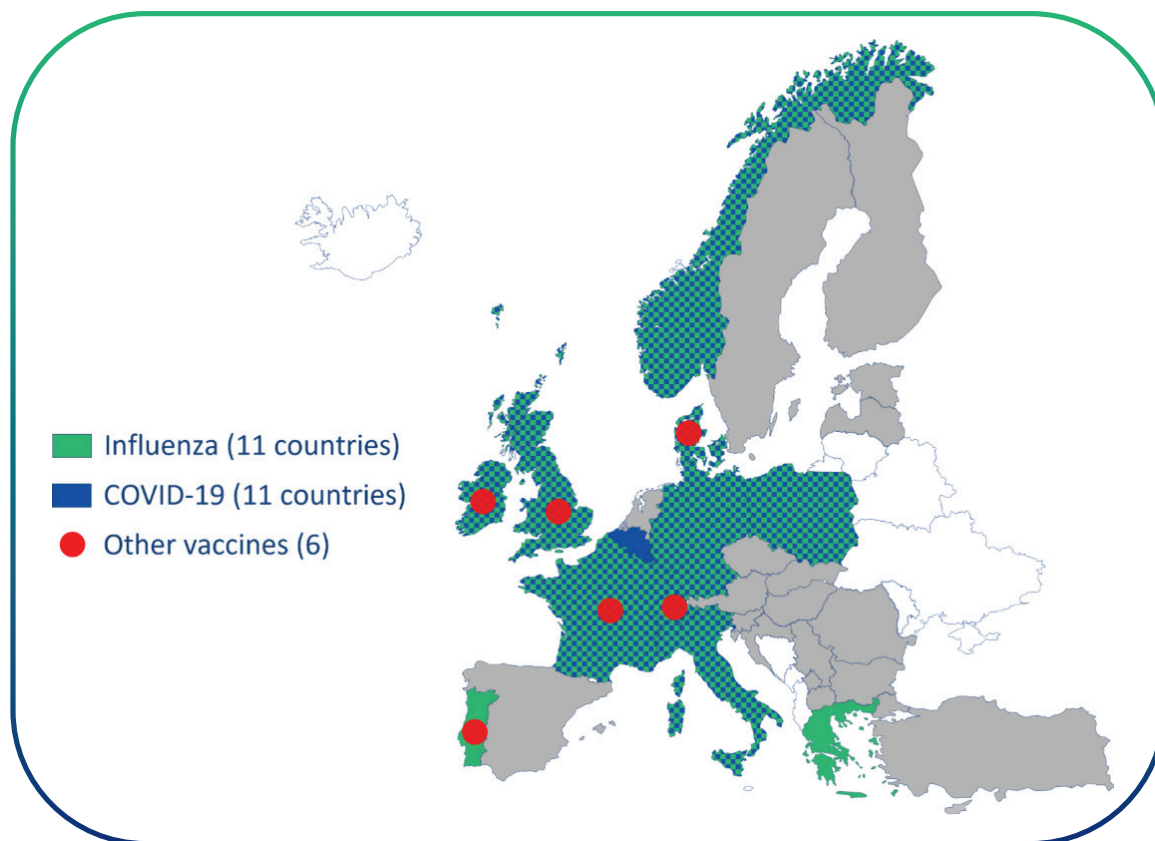 Influenza (11 countries)
COVID-19 (11 countries)
Other vaccines (6)